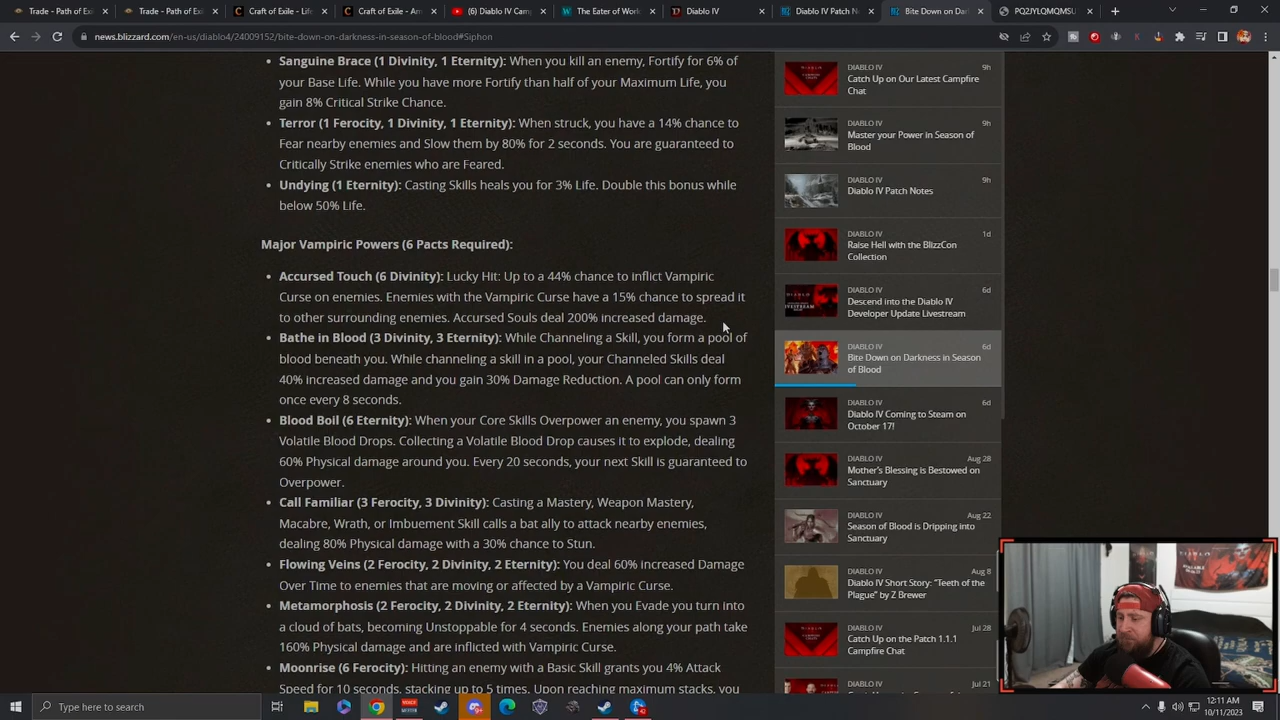 Trade - Path of Exi
Trade - Path of Exi
Craft of Exile - Life
Craft of Exile - Am
(6) Diablo IV Camp
The Eater of Work
Diablo IV
Diablo IV Patch N
Bite Down on Dark
PQ2JYLQMQMSU
news.blizzard.com/en-us/diablo4/24009152/bite-down-on-darkness-in-season-of-blood#Siphon
Sanguine Brace (1 Divinity, 1 Eternity): When you kill an enemy, Fortify for 6% of
your Base Life. While you have more Fortify than half of your Maximum Life, you
gain 8% Critical Strike Chance.
Terror (1 Ferocity, 1 Divinity, 1 Eternity): When struck, you have a 14% chance to
Fear nearby enemies and Slow them by 80% for 2 seconds. You are guaranteed to
Critically Strike enemies who are Feared.
Undying (1 Eternity): Casting Skills heals you for 3% Life. Double this bonus while
below 50% Life.
Major Vampiric Powers (6 Pacts Required):
Accursed Touch (6 Divinity): Lucky Hit: Up to a 44% chance to inflict Vampiric
Curse on enemies. Enemies with the Vampiric Curse have a 15% chance to spread it
to other surrounding enemies. Accursed Souls deal 200% increased damage.
Bathe in Blood (3 Divinity, 3 Eternity): While Channeling a Skill, you form a pool of
blood beneath you. While channeling a skill in a pool, your Channeled Skills deal
40% increased damage and you gain 30% Damage Reduction. A pool can only form
once every 8 seconds.
Blood Boil (6 Eternity): When your Core Skills Overpower an enemy, you spawn 3
Volatile Blood Drops. Collecting a Volatile Blood Drop causes it to explode, dealing
60% Physical damage around you. Every 20 seconds, your next Skill is guaranteed to
Overpower.
Call Familiar (3 Ferocity, 3 Divinity): Casting a Mastery, Weapon Mastery,
Macabre, Wrath, or Imbuement Skill calls a bat ally to attack nearby enemies,
dealing 80% Physical damage with a 30% chance to Stun.
Flowing Veins (2 Ferocity, 2 Divinity, 2 Eternity): You deal 60% increased Damage
Over Time to enemies that are moving or affected by a Vampiric Curse.
Metamorphosis (2 Ferocity, 2 Divinity, 2 Eternity): When you Evade you turn into
a cloud of bats, becoming Unstoppable for 4 seconds. Enemies along your path take
160% Physical damage and are inflicted with Vampiric Curse.
Moonrise (6 Ferocity): Hitting an enemy with a Basic Skill grants you 4% Attack
Speed for 10 seconds, stacking up to 5 times. Upon reaching maximum stacks, you
DIABLO IV 9h
Catch Up on Our Latest Campfire
Chat
DIABLO IV 9h
Master your Power in Season of
Blood
DIABLO IV 9h
Diablo IV Patch Notes
DIABLO IV 1d
Raise Hell with the BlizzCon
Collection
DIABLO IV 6d
Descend into the Diablo IV
Developer Update Livestream
DIABLO IV 6d
Bite Down on Darkness in Season
of Blood
DIABLO IV 6d
Diablo IV Coming to Steam on
October 17!
DIABLO IV Aug 28
Mother's Blessing is Bestowed on
Sanctuary
DIABLO IV Aug 22
Season of Blood is Dripping into
Sanctuary
DIABLO IV Aug 8
Diablo IV Short Story: "Teeth of the
Plague" by Z Brewer
DIABLO IV Jul 28
Catch Up on the Patch 1.1.1
Campfire Chat
DIABLO IV Jul 21
Type here to search
12:11 AM
10/11/2023